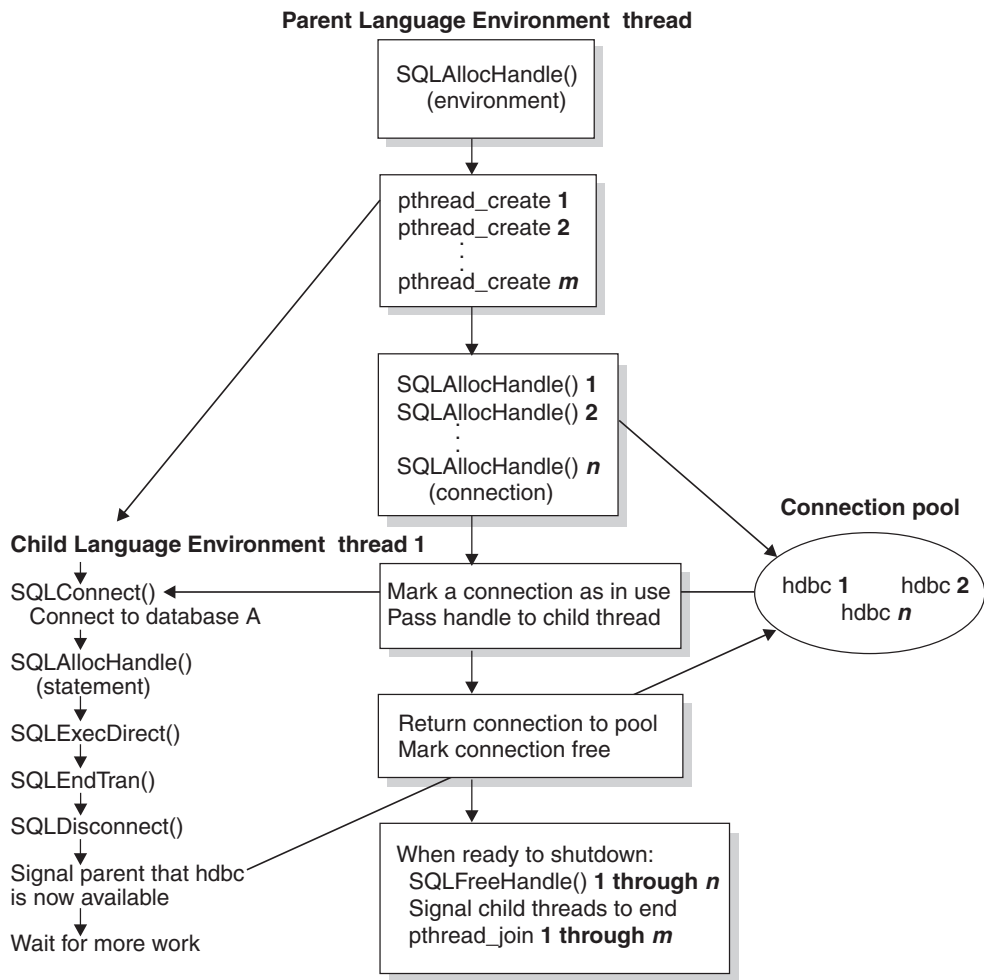 Parent Language Environment thread
SQLAllocHandle()
(environment)
pthread_create 1
pthread_create 2
.
.
.
pthread_create m
SQLAllocHandle() 1
SQLAllocHandle() 2
.
.
.
SQLAllocHandle() n
(connection)
Connection pool
hdbc 1 hdbc 2
hdbc n
Child Language Environment thread 1
SQLConnect()
Connect to database A
SQLAllocHandle()
(statement)
SQLExecDirect()
SQLEndTran()
SQLDisconnect()
Signal parent that hdbc
is now available
Wait for more work
Mark a connection as in use
Pass handle to child thread
Return connection to pool
Mark connection free
When ready to shutdown:
SQLFreeHandle() 1 through n
Signal child threads to end
pthread_join 1 through m